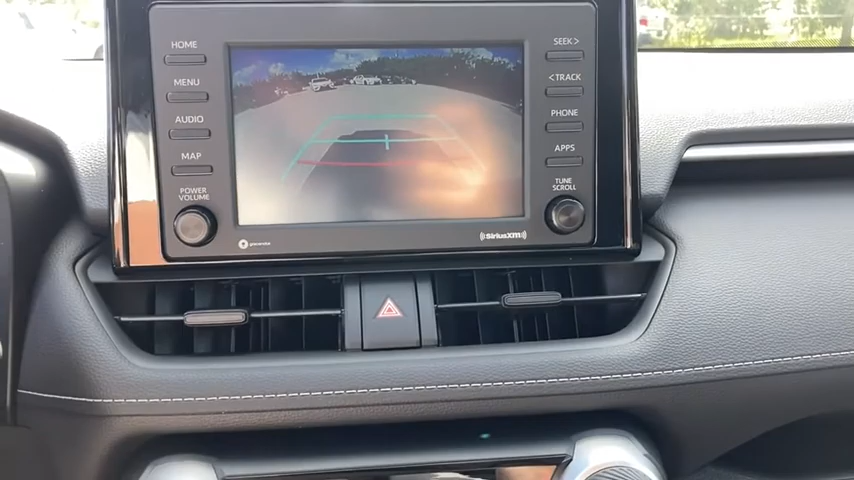 HOME
MENU
AUDIO
MAP
POWER
VOLUME
SEEK>
<TRACK
PHONE
APPS
TUNE
SCROLL
SiriusXM